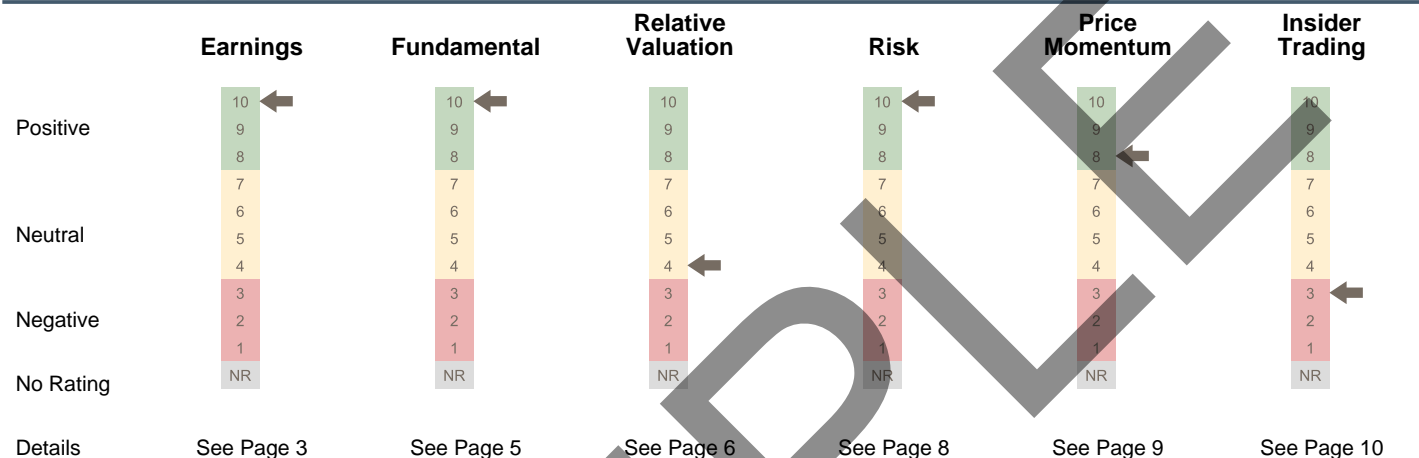 Earnings Fundamental Relative Valuation Risk Price Momentum Insider Trading
10 10 10 10 10 10
Positive 9 9 9 9 9 9
8 8 8 8 8 8
7 7 7 7 7 7
6 6 6 6 6 6
Neutral 5 5 5 5 5 5
4 4 4 4 4 4
3 3 3 3 3 3
Negative 2 2 2 2 2 2
1 1 1 1 1 1
No Rating NR NR NR NR NR NR
Details See Page 3 See Page 5 See Page 6 See Page 8 See Page 9 See Page 10